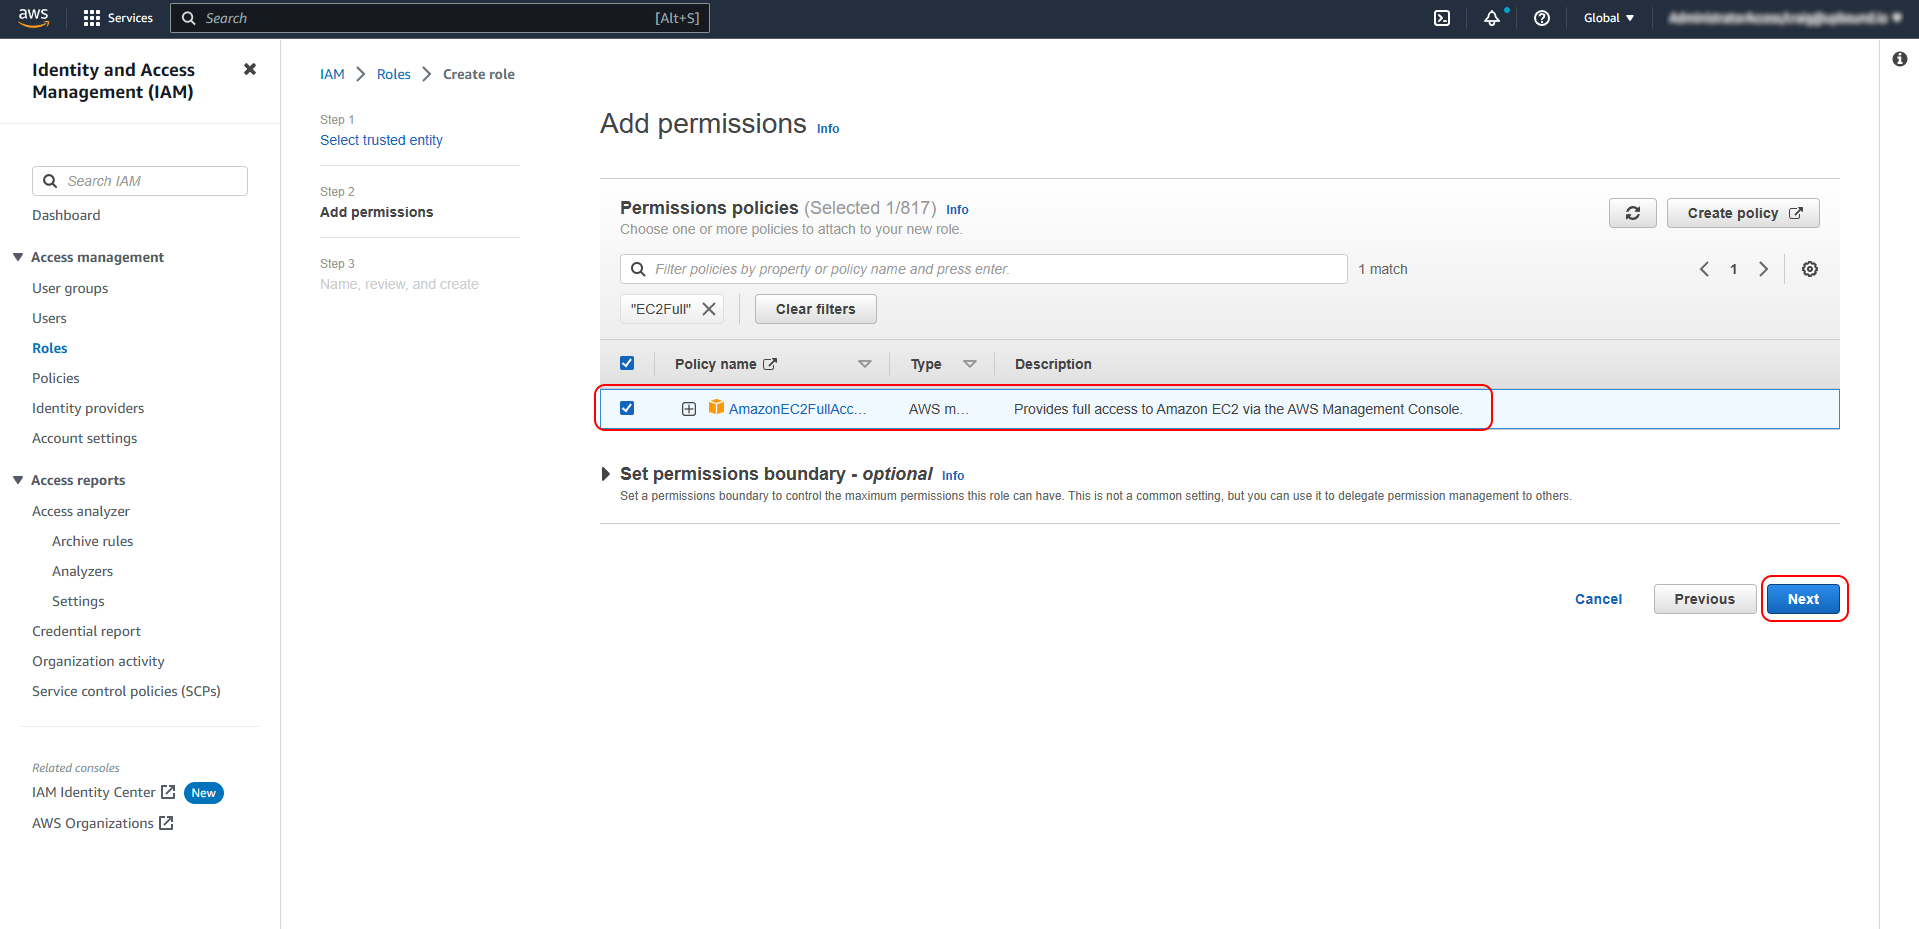 aws
Services
Search
[Alt+S]
Global
Identity and Access
Management (IAM)
Search IAM
Dashboard
Access management
User groups
Users
Roles
Policies
Identity providers
Account settings
Access reports
Access analyzer
Archive rules
Analyzers
Settings
Credential report
Organization activity
Service control policies (SCPs)
Related consoles
IAM Identity Center New
AWS Organizations
IAM Roles Create role
Step 1
Select trusted entity
Step 2
Add permissions
Step 3
Name, review, and create
Add permissions Info
Permissions policies (Selected 1/817) Info
Choose one or more policies to attach to your new role.
Create policy
Filter policies by property or policy name and press enter.
1 match
1
"EC2Full"
Clear filters
Policy name Type Description
AmazonEC2FullAcc... AWS m... Provides full access to Amazon EC2 via the AWS Management Console.
Set permissions boundary - optional Info
Set a permissions boundary to control the maximum permissions this role can have. This is not a common setting, but you can use it to delegate permission management to others.
Cancel Previous Next